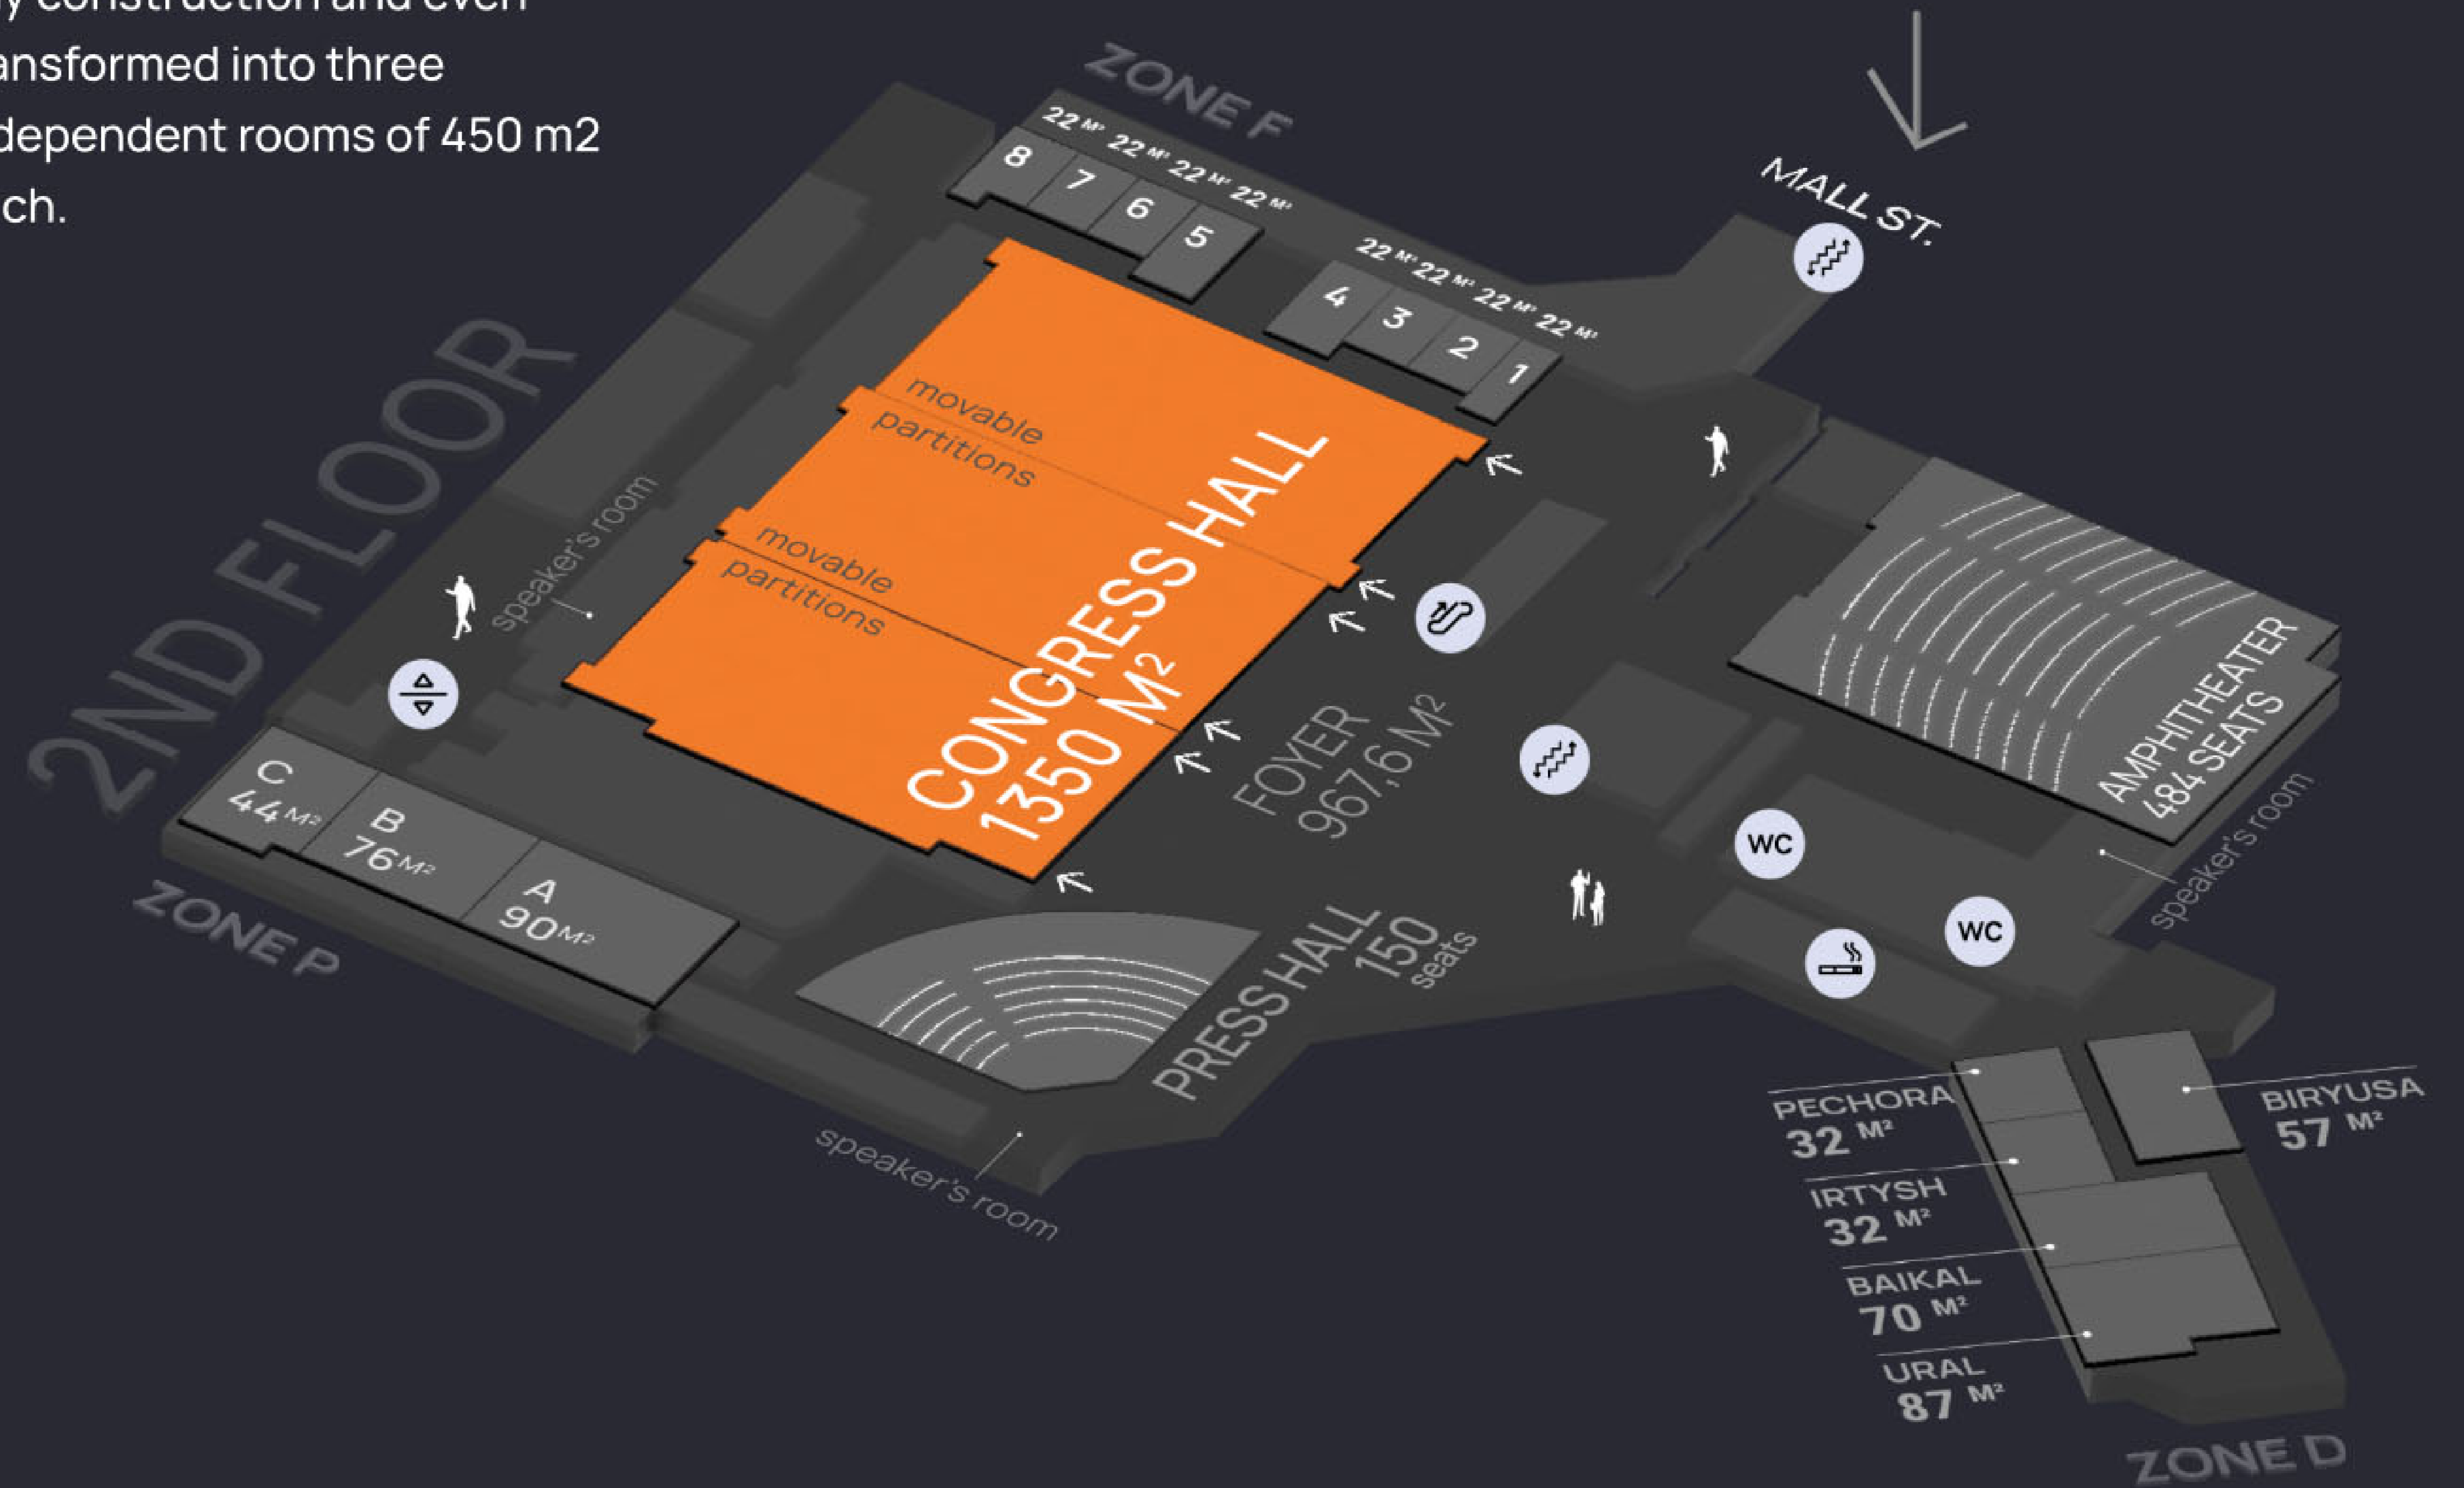 y construction and even
ansformed into three
dependent rooms of 450 m2
ch.
ZONE F
22 M² 22 M² 22 M² 22 M²
8 7 6 5
22 M² 22 M² 22 M² 22 M²
4 3 2 1
MALL ST.
2ND FLOOR
movable
partitions
movable
partitions
CONGRESS HALL
1350 M²
speaker's room
FOYER
967,6 M²
AMPHITHEATER
484 SEATS
speaker's room
WC
WC
C
44 M²
B
76 M²
A
90 M²
ZONE P
PRESS HALL
150
seats
speaker's room
PECHORA
32 M²
IRTYSH
32 M²
BAIKAL
70 M²
URAL
87 M²
BIRYUSA
57 M²
ZONE D